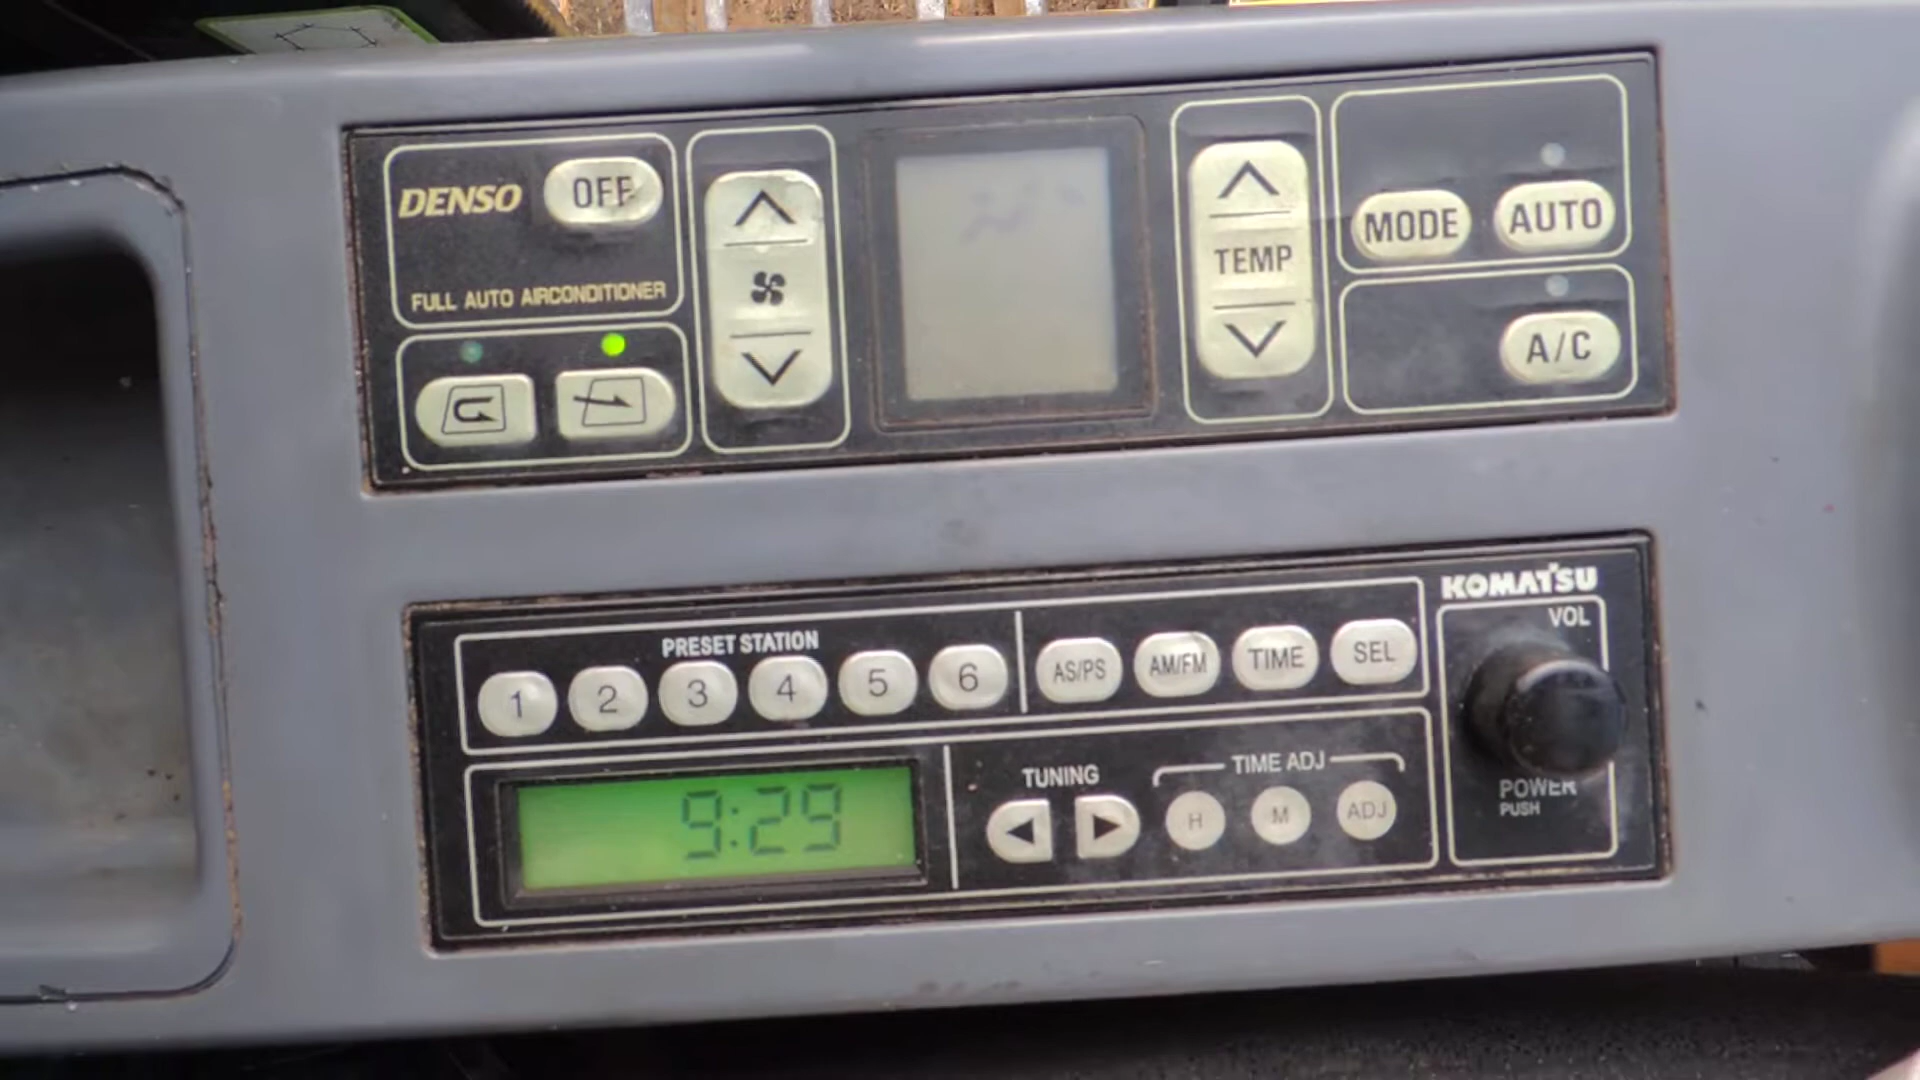 DENSO
OFF
FULL AUTO AIRCONDITIONER
TEMP
MODE
AUTO
A/C
KOMATSU
PRESET STATION
1 2 3 4 5 6
AS/PS AM/FM TIME SEL
VOL
9:29
TUNING
TIME ADJ
H M ADJ
POWER
PUSH